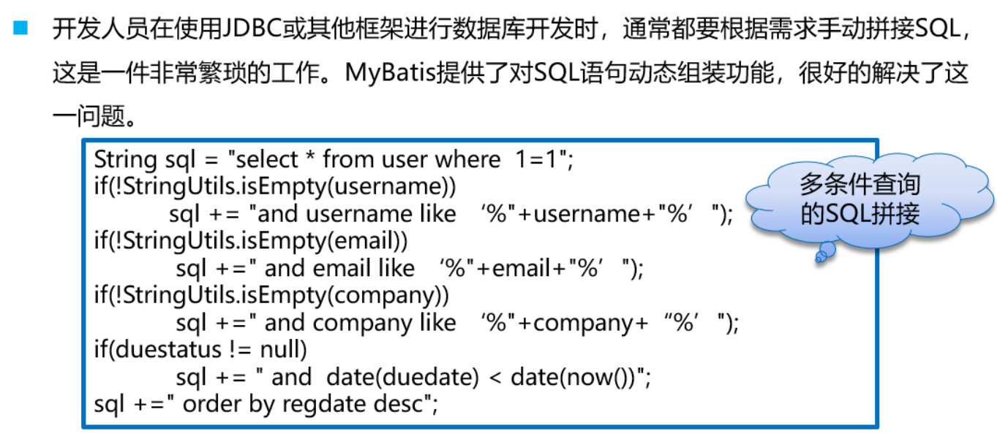 开发人员在使用JDBC或其他框架进行数据库开发时，通常都要根据需求手动拼接SQL，
这是一件非常繁琐的工作。MyBatis提供了对SQL语句动态组装功能，很好的解决了这
一问题。
String sql = "select * from user where  1=1";
if(!StringUtils.isEmpty(username))
sql += "and username like  ‘%"+username+"%’ ");
if(!StringUtils.isEmpty(email))
sql +=" and email like  ‘%"+email+"%’ ");
if(!StringUtils.isEmpty(company))
sql +=" and company like  ‘%"+company+ “%’ ");
if(duestatus != null)
sql += " and  date(duedate) < date(now())";
sql +=" order by regdate desc";
多条件查询
的SQL拼接